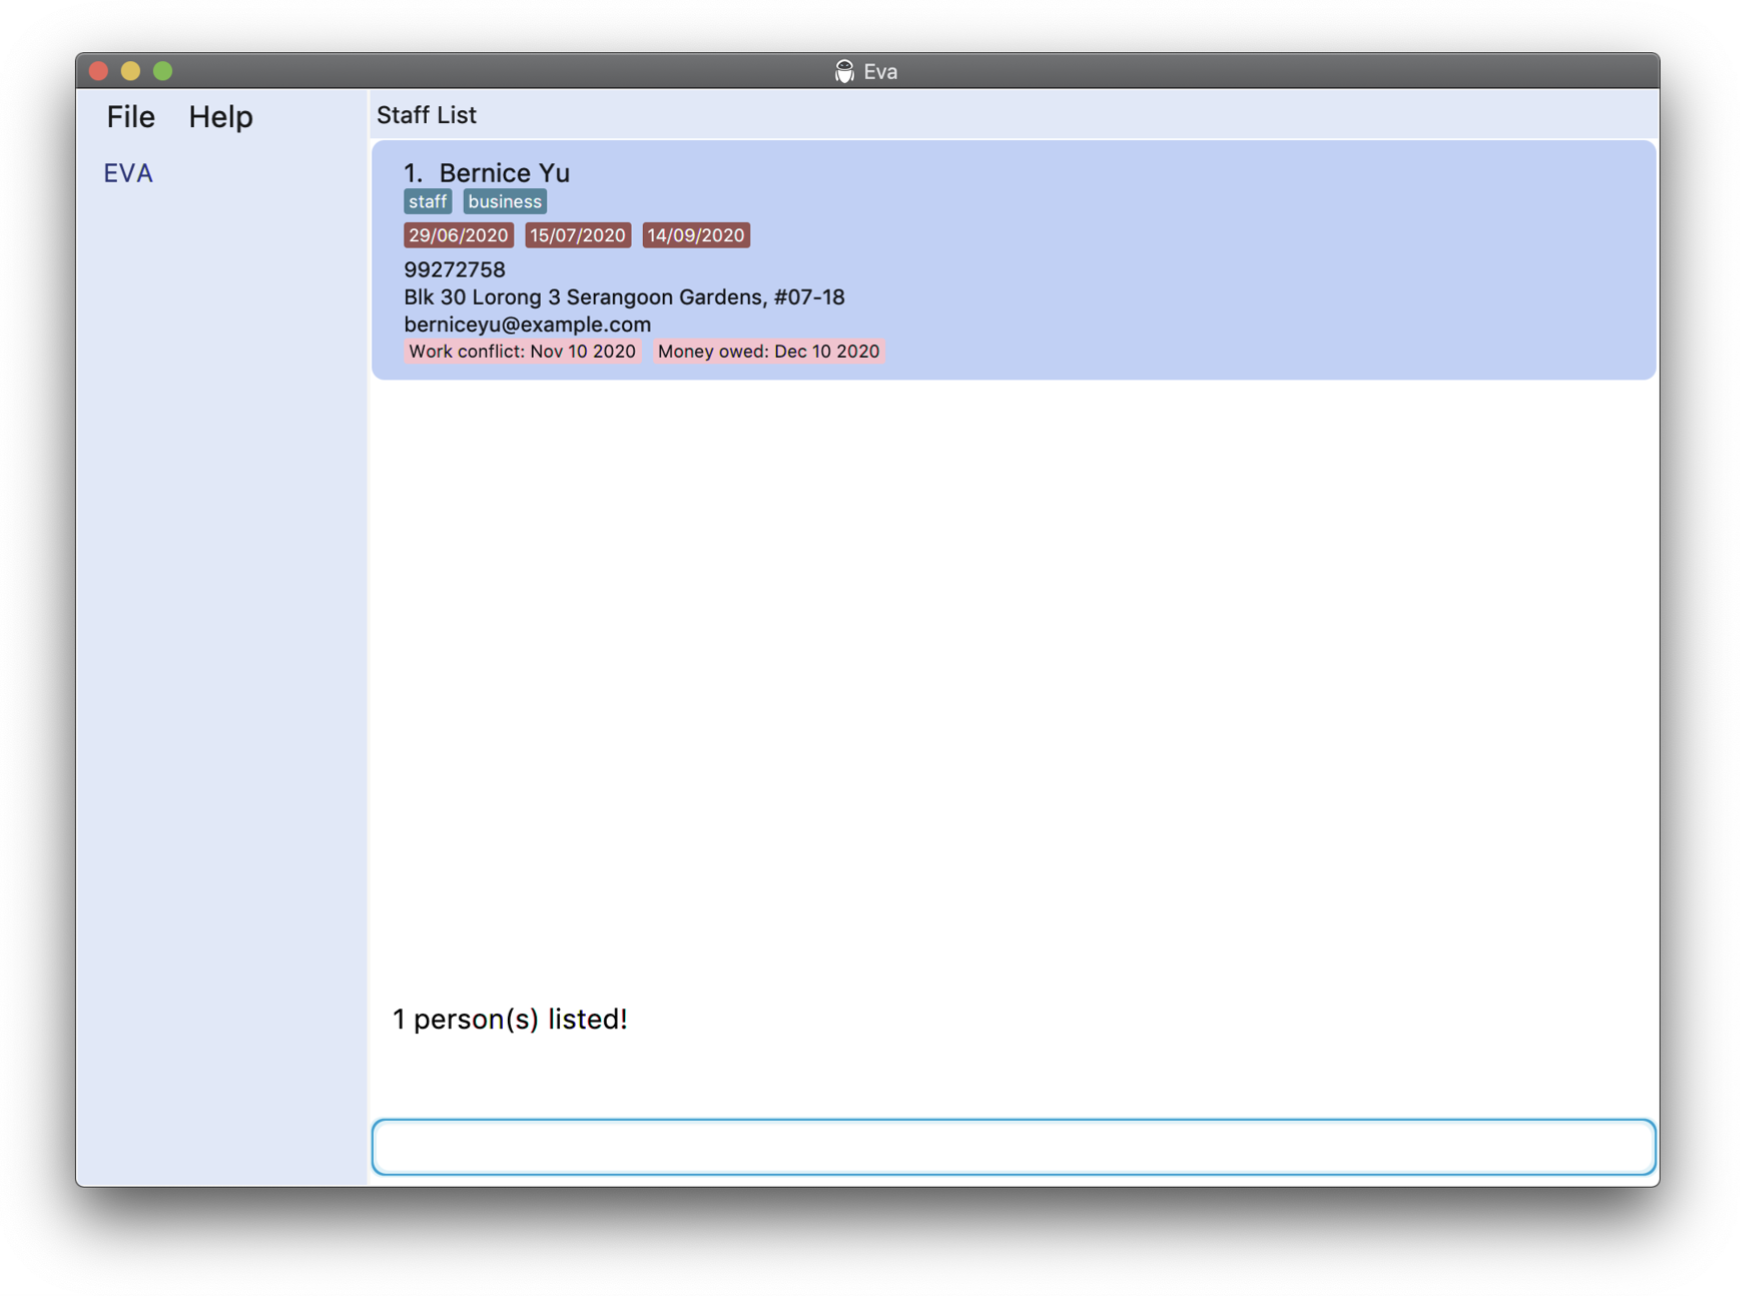 Eva
File Help
EVA
Staff List
1. Bernice Yu
staff business
29/06/2020 15/07/2020 14/09/2020
99272758
Blk 30 Lorong 3 Serangoon Gardens, #07-18
berniceyu@example.com
Work conflict: Nov 10 2020 Money owed: Dec 10 2020
1 person(s) listed!